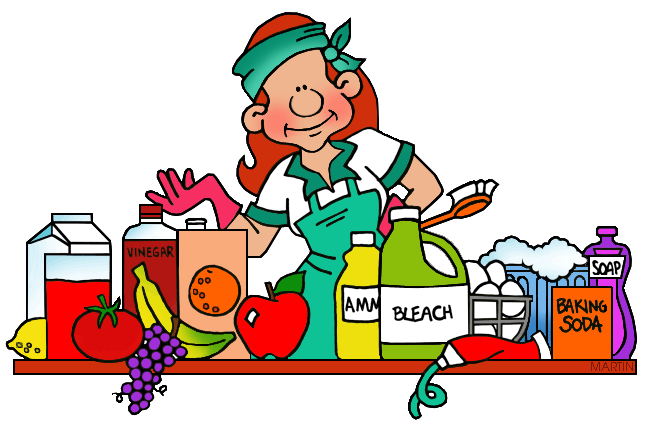 VINEGAR
AMM
BLEACH
SOAP
BAKING
SODA
MARTIN